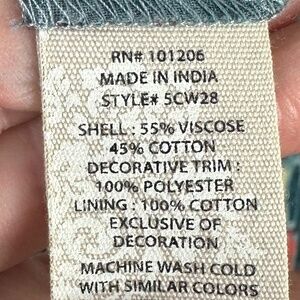 RN# 101206
MADE IN INDIA
STYLE# 5CW28
SHELL : 55% VISCOSE
45% COTTON
DECORATIVE TRIM :
100% POLYESTER
LINING : 100% COTTON
EXCLUSIVE OF
DECORATION
MACHINE WASH COLD
WITH SIMILAR COLORS